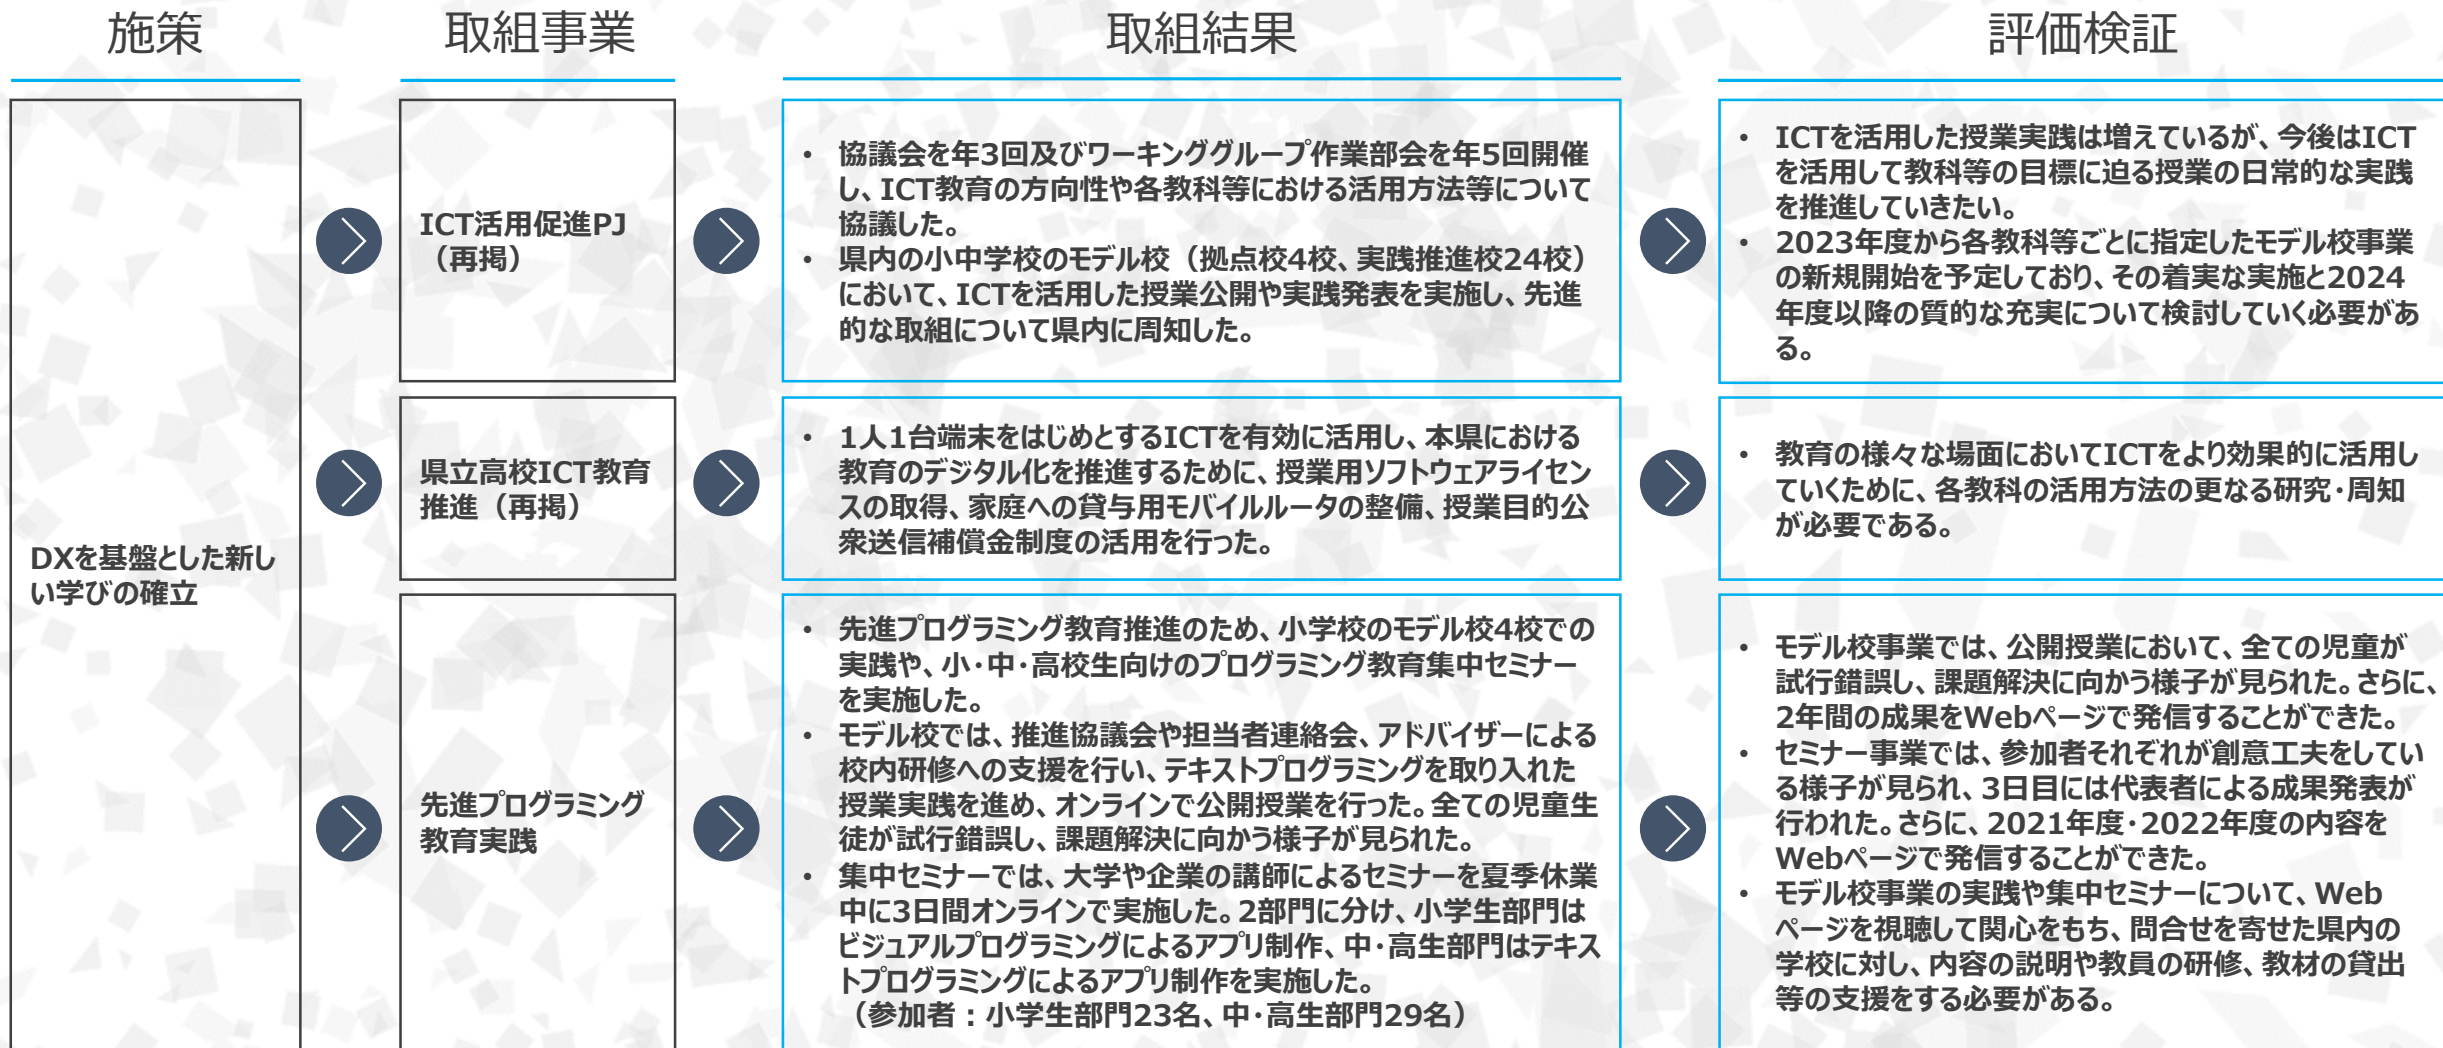 施策
取組事業
取組結果
評価検証
DXを基盤とした新し
い学びの確立
ICT活用促進PJ
（再掲）
・ 協議会を年3回及びワーキンググループ作業部会を年5回開催
し、ICT教育の方向性や各教科等における活用方法等について
協議した。
・ 県内の小中学校のモデル校（拠点校4校、実践推進校24校）
において、ICTを活用した授業公開や実践発表を実施し、先進
的な取組について県内に周知した。
・ ICTを活用した授業実践は増えているが、今後はICT
を活用して教科等の目標に迫る授業の日常的な実践
を推進していきたい。
・ 2023年度から各教科等ごとに指定したモデル校事業
の新規開始を予定しており、その着実な実施と2024
年度以降の質的な充実について検討していく必要があ
る。
県立高校ICT教育
推進（再掲）
・ 1人1台端末をはじめとするICTを有効に活用し、本県における
教育のデジタル化を推進するために、授業用ソフトウェアライセン
スの取得、家庭への貸与用モバイルルータの整備、授業目的公
衆送信補償金制度の活用を行った。
・ 教育の様々な場面においてICTをより効果的に活用し
ていくために、各教科の活用方法の更なる研究・周知
が必要である。
先進プログラミング
教育実践
・ 先進プログラミング教育推進のため、小学校のモデル校4校での
実践や、小・中・高校生向けのプログラミング教育集中セミナー
を実施した。
・ モデル校では、推進協議会や担当者連絡会、アドバイザーによる
校内研修への支援を行い、テキストプログラミングを取り入れた
授業実践を進め、オンラインで公開授業を行った。全ての児童生
徒が試行錯誤し、課題解決に向かう様子が見られた。
・ 集中セミナーでは、大学や企業の講師によるセミナーを夏季休業
中に3日間オンラインで実施した。2部門に分け、小学生部門は
ビジュアルプログラミングによるアプリ制作、中・高生部門はテキス
トプログラミングによるアプリ制作を実施した。
（参加者：小学生部門23名、中・高生部門29名）
・ モデル校事業では、公開授業において、全ての児童が
試行錯誤し、課題解決に向かう様子が見られた。さらに、
2年間の成果をWebページで発信することができた。
・ セミナー事業では、参加者それぞれが創意工夫をしてい
る様子が見られ、3日目には代表者による成果発表が
行われた。さらに、2021年度・2022年度の内容を
Webページで発信することができた。
・ モデル校事業の実践や集中セミナーについて、Web
ページを視聴して関心をもち、問合せを寄せた県内の
学校に対し、内容の説明や教員の研修、教材の貸出
等の支援をする必要がある。